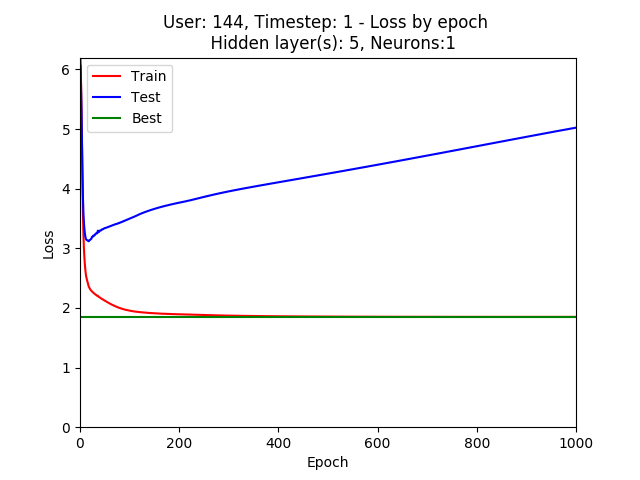 User: 144, Timestep: 1 - Loss by epoch
Hidden layer(s): 5, Neurons:1
Train
Test
Best
6
5
4
3
2
1
0
Loss
0 200 400 600 800 1000
Epoch